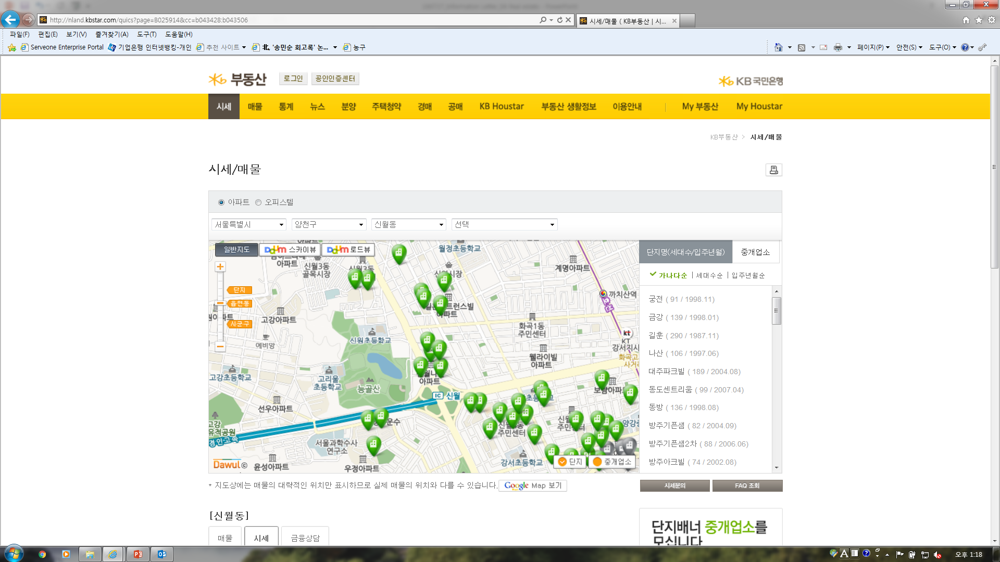 http://nland.kbstar.com/quics?page=B025914&cc=b043428:b043506
시세/매물 ( KB부동산 | 시...
파일(F) 편집(E) 보기(V) 즐겨찾기(A) 도구(T) 도움말(H)
Serveone Enterprise Portal 기업은행 인터넷뱅킹-개인 추천 사이트 北, '송민순 회고록' 논... 농구
페이지(P) 안전(S) 도구(O)
KB 부동산 로그인 공인인증센터
KB국민은행
시세 매물 통계 뉴스 분양 주택청약 경매 공매 KB Houstar 부동산 생활정보 이용안내 My 부동산 My Houstar
KB부동산 > 시세/매물
시세/매물
아파트 오피스텔
서울특별시 양천구 신월동 선택
일반지도 Daum 스카이뷰 Daum 로드뷰
단지명(세대수/입주년월) 중개업소
가나다순 | 세대수순 | 입주년월순
궁전 ( 91 / 1998.11)
금강 ( 139 / 1998.01)
길훈 ( 290 / 1987.11)
나산 ( 106 / 1997.06)
대주파크빌 ( 189 / 2004.08)
동도센트리움 ( 99 / 2007.04)
동방 ( 136 / 1998.08)
방주기픈샘 ( 82 / 2004.09)
방주기픈샘2차 ( 88 / 2006.06)
방주아크빌 ( 74 / 2002.08)
단지
읍·면·동
시·군·구
아파트
신월3동
골목시장
월정초등학교
계명아파트
까치산역
고강아파트
에비앙
신원초등학교
화곡1동
주민센터
kt
KT
웰라이빌
아파트
고강초등학교
고리울
초등학교
능골산
아파트
IC 신월
선우아파트
고강
유적공원
경인고속
서울과학수사
연구소
주민센터
강서초등학교
Dawul©
윤성아파트
우정아파트
단지 중개업소
* 지도상에는 매물의 대략적인 위치만 표시하므로 실제 매물의 위치와 다를 수 있습니다. Google Map 보기
시세문의 FAQ 조회
[신월동]
매물 시세 금융상담
단지배너 중개업소를
모십니다
오후 1:18